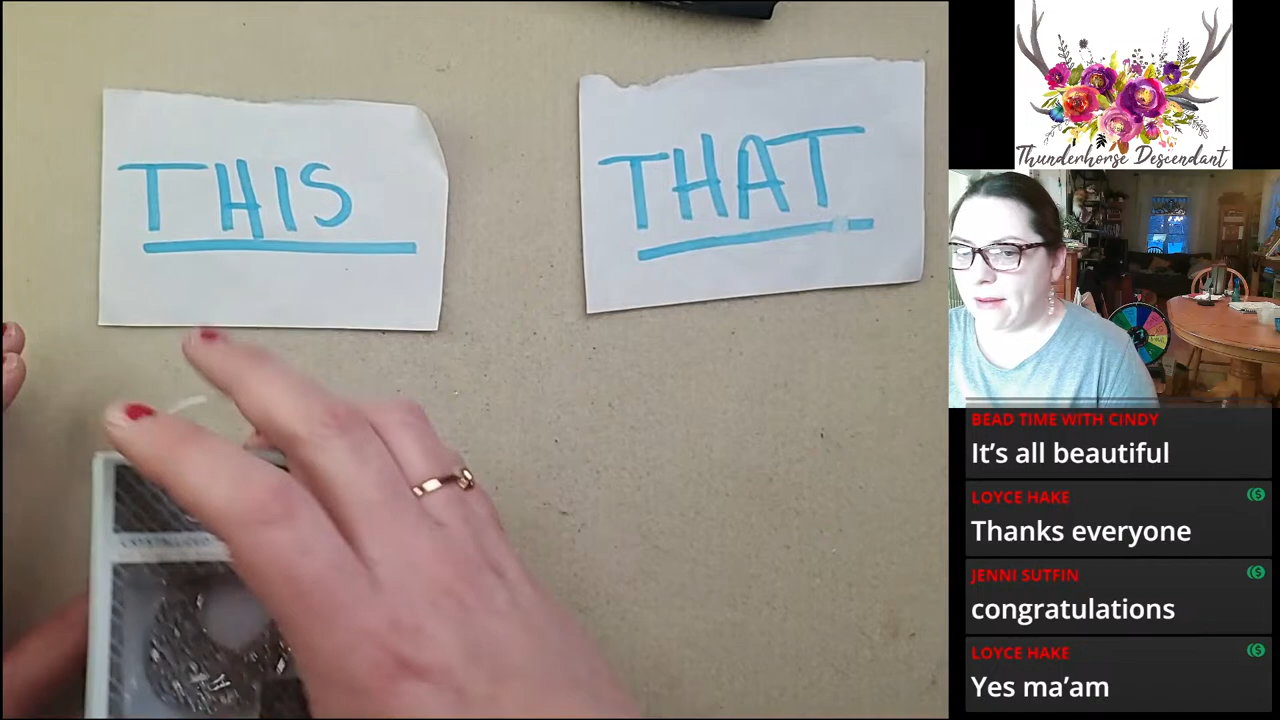 THIS
THAT
Thunderhorse Descendant
BEAD TIME WITH CINDY
It's all beautiful
LOYCE HAKE
Thanks everyone
JENNI SUTFIN
congratulations
LOYCE HAKE
Yes ma'am